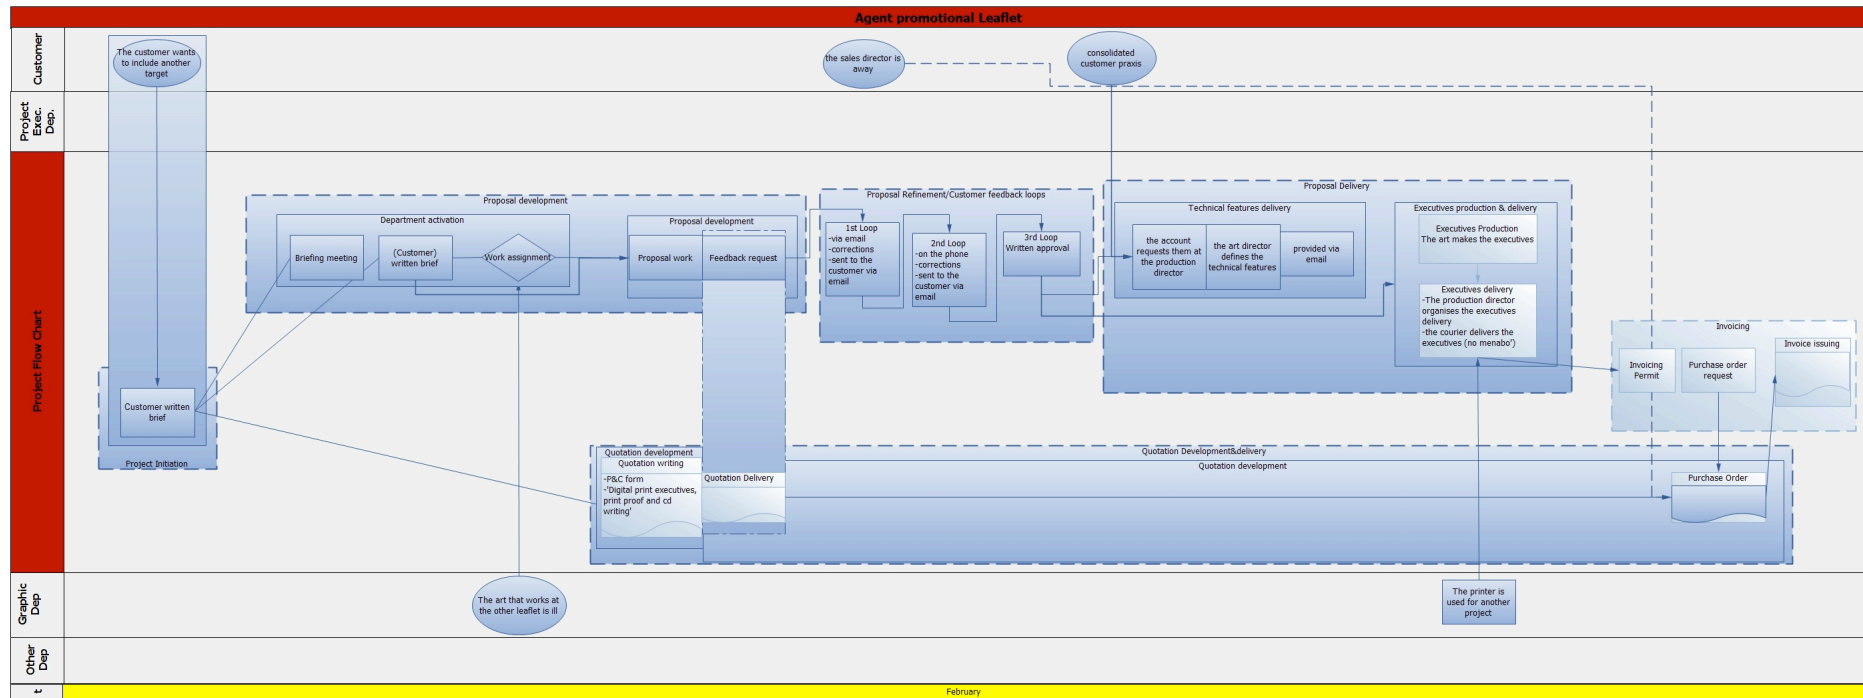 Agent promotional Leaflet
Customer
The customer wants
to include another
target
the sales director is
away
consolidated
customer praxis
Project
Exec.
Dep.
Project Flow Chart
Proposal development
Department activation
Briefing meeting
(Customer)
written brief
Work assignment
Proposal development
Proposal work
Feedback request
Proposal Refinement/Customer feedback loops
1st Loop
-via email
-corrections
-sent to the
customer via
email
2nd Loop
-on the phone
-corrections
-sent to the
customer via
email
3rd Loop
Written approval
Proposal Delivery
Technical features delivery
the account
requests them at
the production
director
the art director
defines the
technical features
provided via
email
Executives production & delivery
Executives Production
The art makes the executives
Executives delivery
-The production director
organises the executives
delivery
-the courier delivers the
executives (no menabo')
Invoicing
Invoicing
Permit
Purchase order
request
Invoice issuing
Customer written
brief
Project Initiation
Quotation Development&delivery
Quotation development
Quotation writing
-P&C form
-'Digital print executives,
print proof and cd
writing'
Quotation Delivery
Quotation development
Purchase Order
Graphic
Dep
The art that works at
the other leaflet is ill
The printer is
used for another
project
Other
Dep
t
February